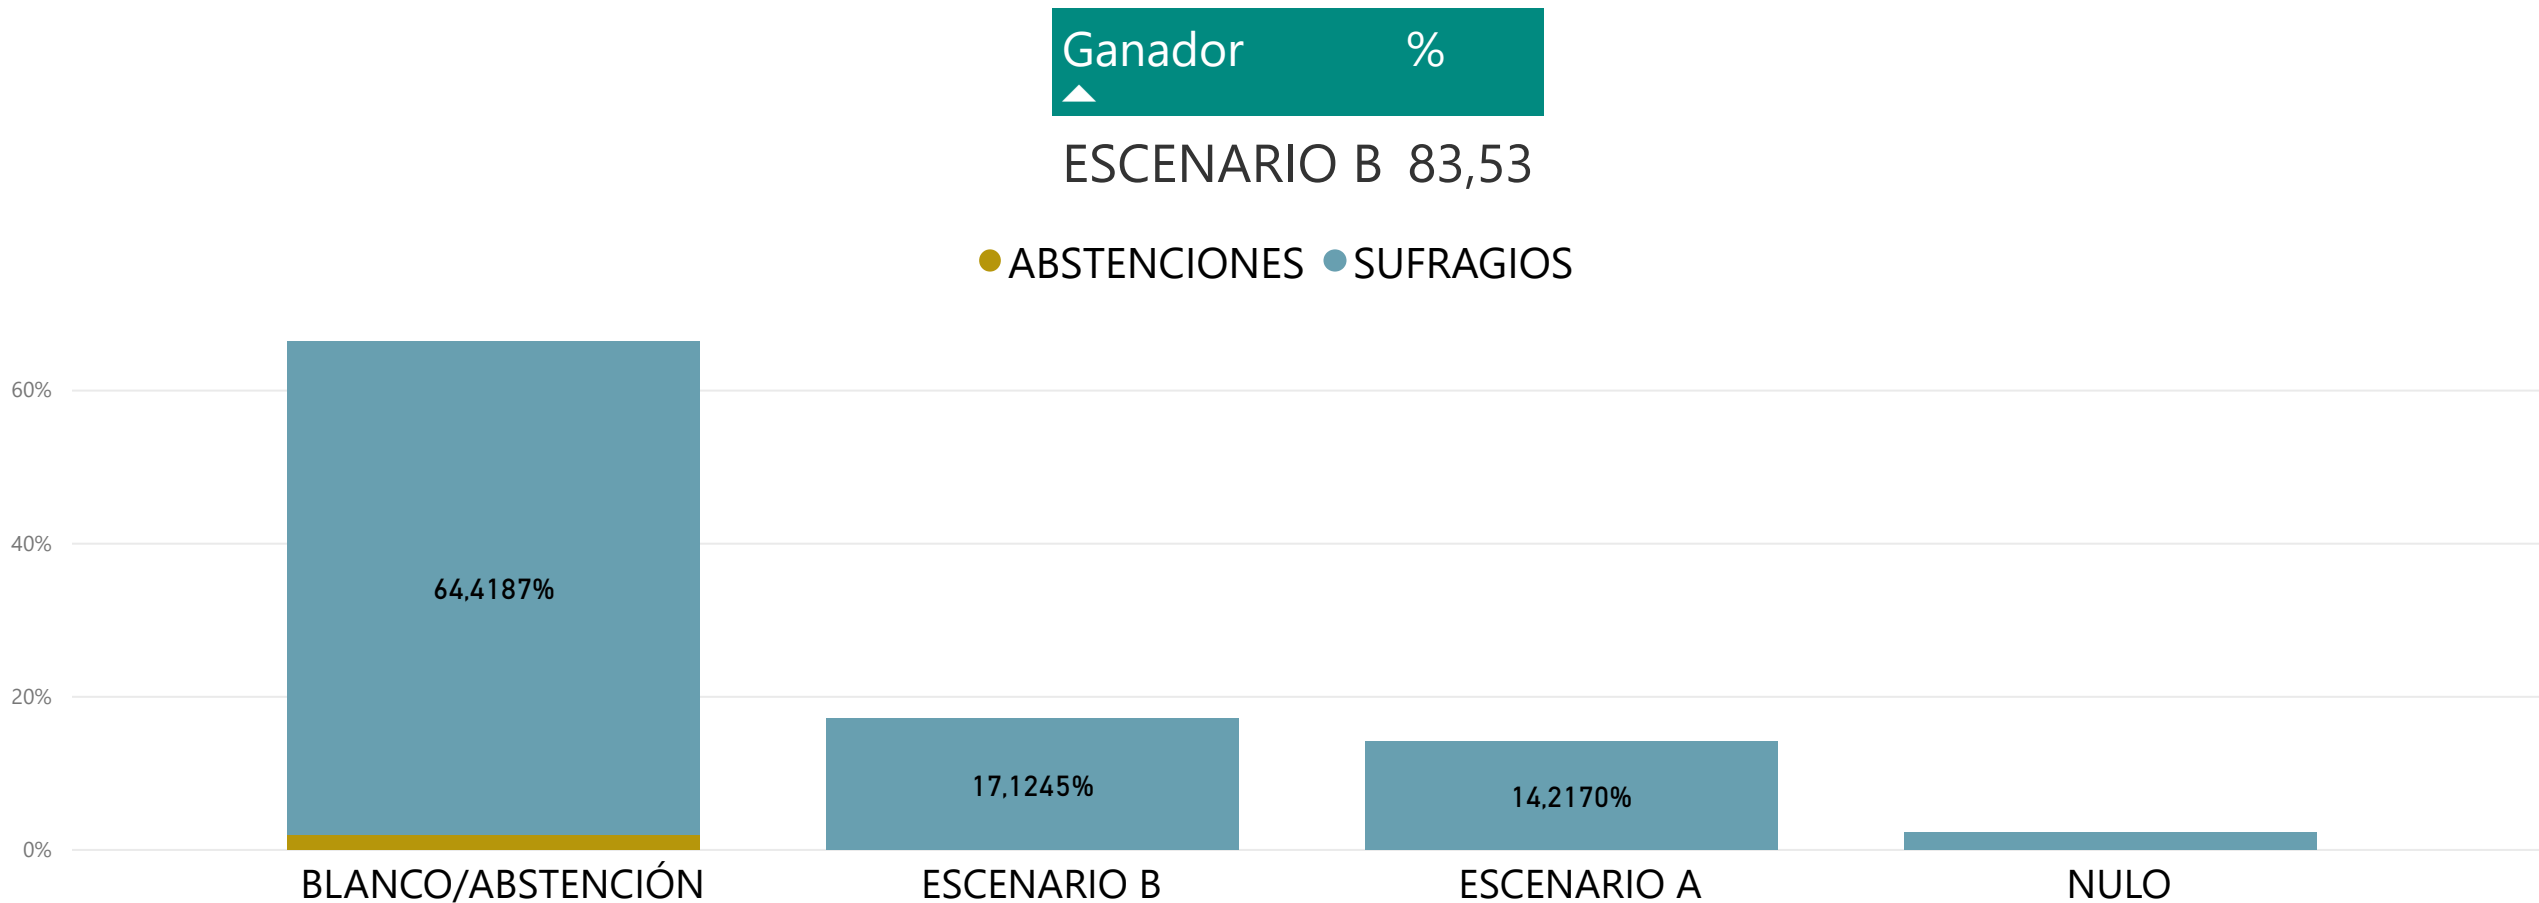 Ganador %
ESCENARIO B 83,53
ABSTENCIONES SUFRAGIOS
60%
40%
20%
0%
64,4187%
17,1245%
14,2170%
BLANCO/ABSTENCIÓN ESCENARIO B ESCENARIO A NULO